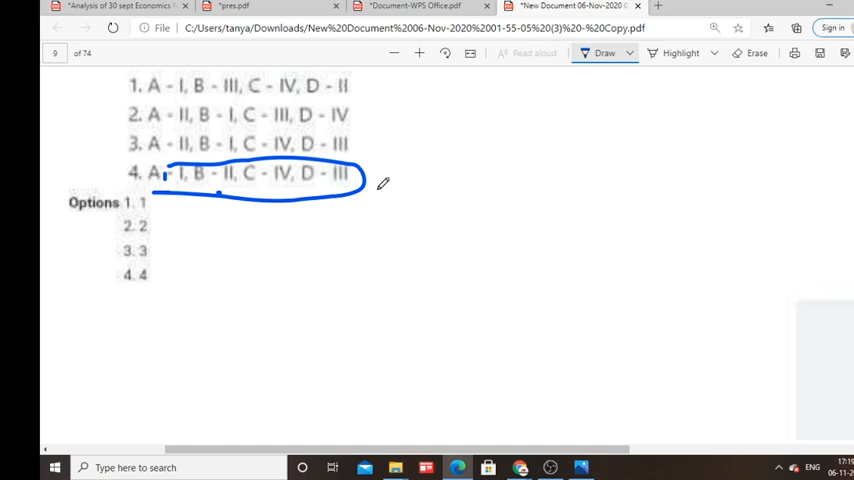 *Analysis of 30 sept Economics
*pres.pdf
*Document-WPS Office.pdf
*New Document 06-Nov-2020
File C:/Users/tanya/Downloads/New%20Document%2006-Nov-2020%2001-55-05%20(3)%20-%20Copy.pdf
Sign in
9 of 74
Read aloud
Draw
Highlight
Erase
1. A - I, B - III, C - IV, D - II
2. A - II, B - I, C - III, D - IV
3. A - II, B - I, C - IV, D - III
4. A - I, B - II, C - IV, D - III
Options 1. 1
2. 2
3. 3
4. 4
Type here to search
ENG
17:19
06-11-2